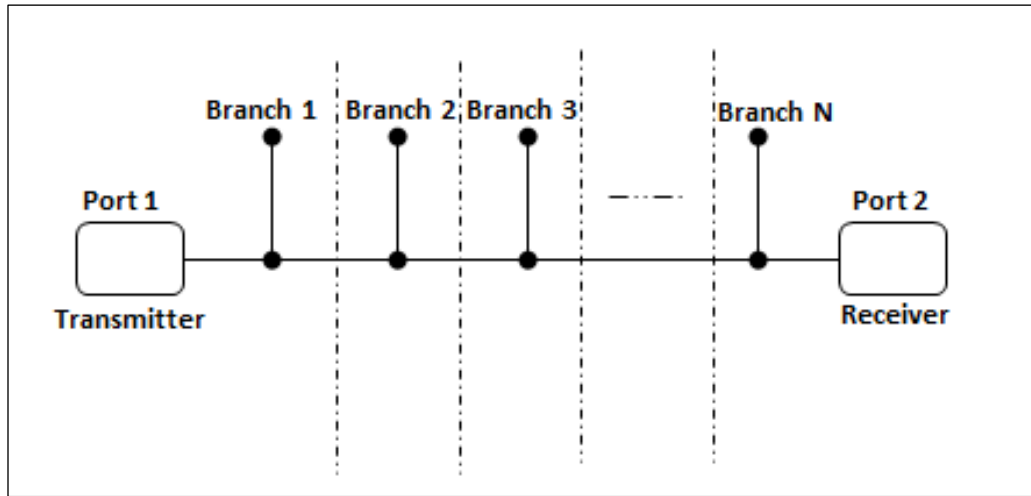 Branch 1
Branch 2
Branch 3
Branch N
Port 1
Port 2
Transmitter
Receiver